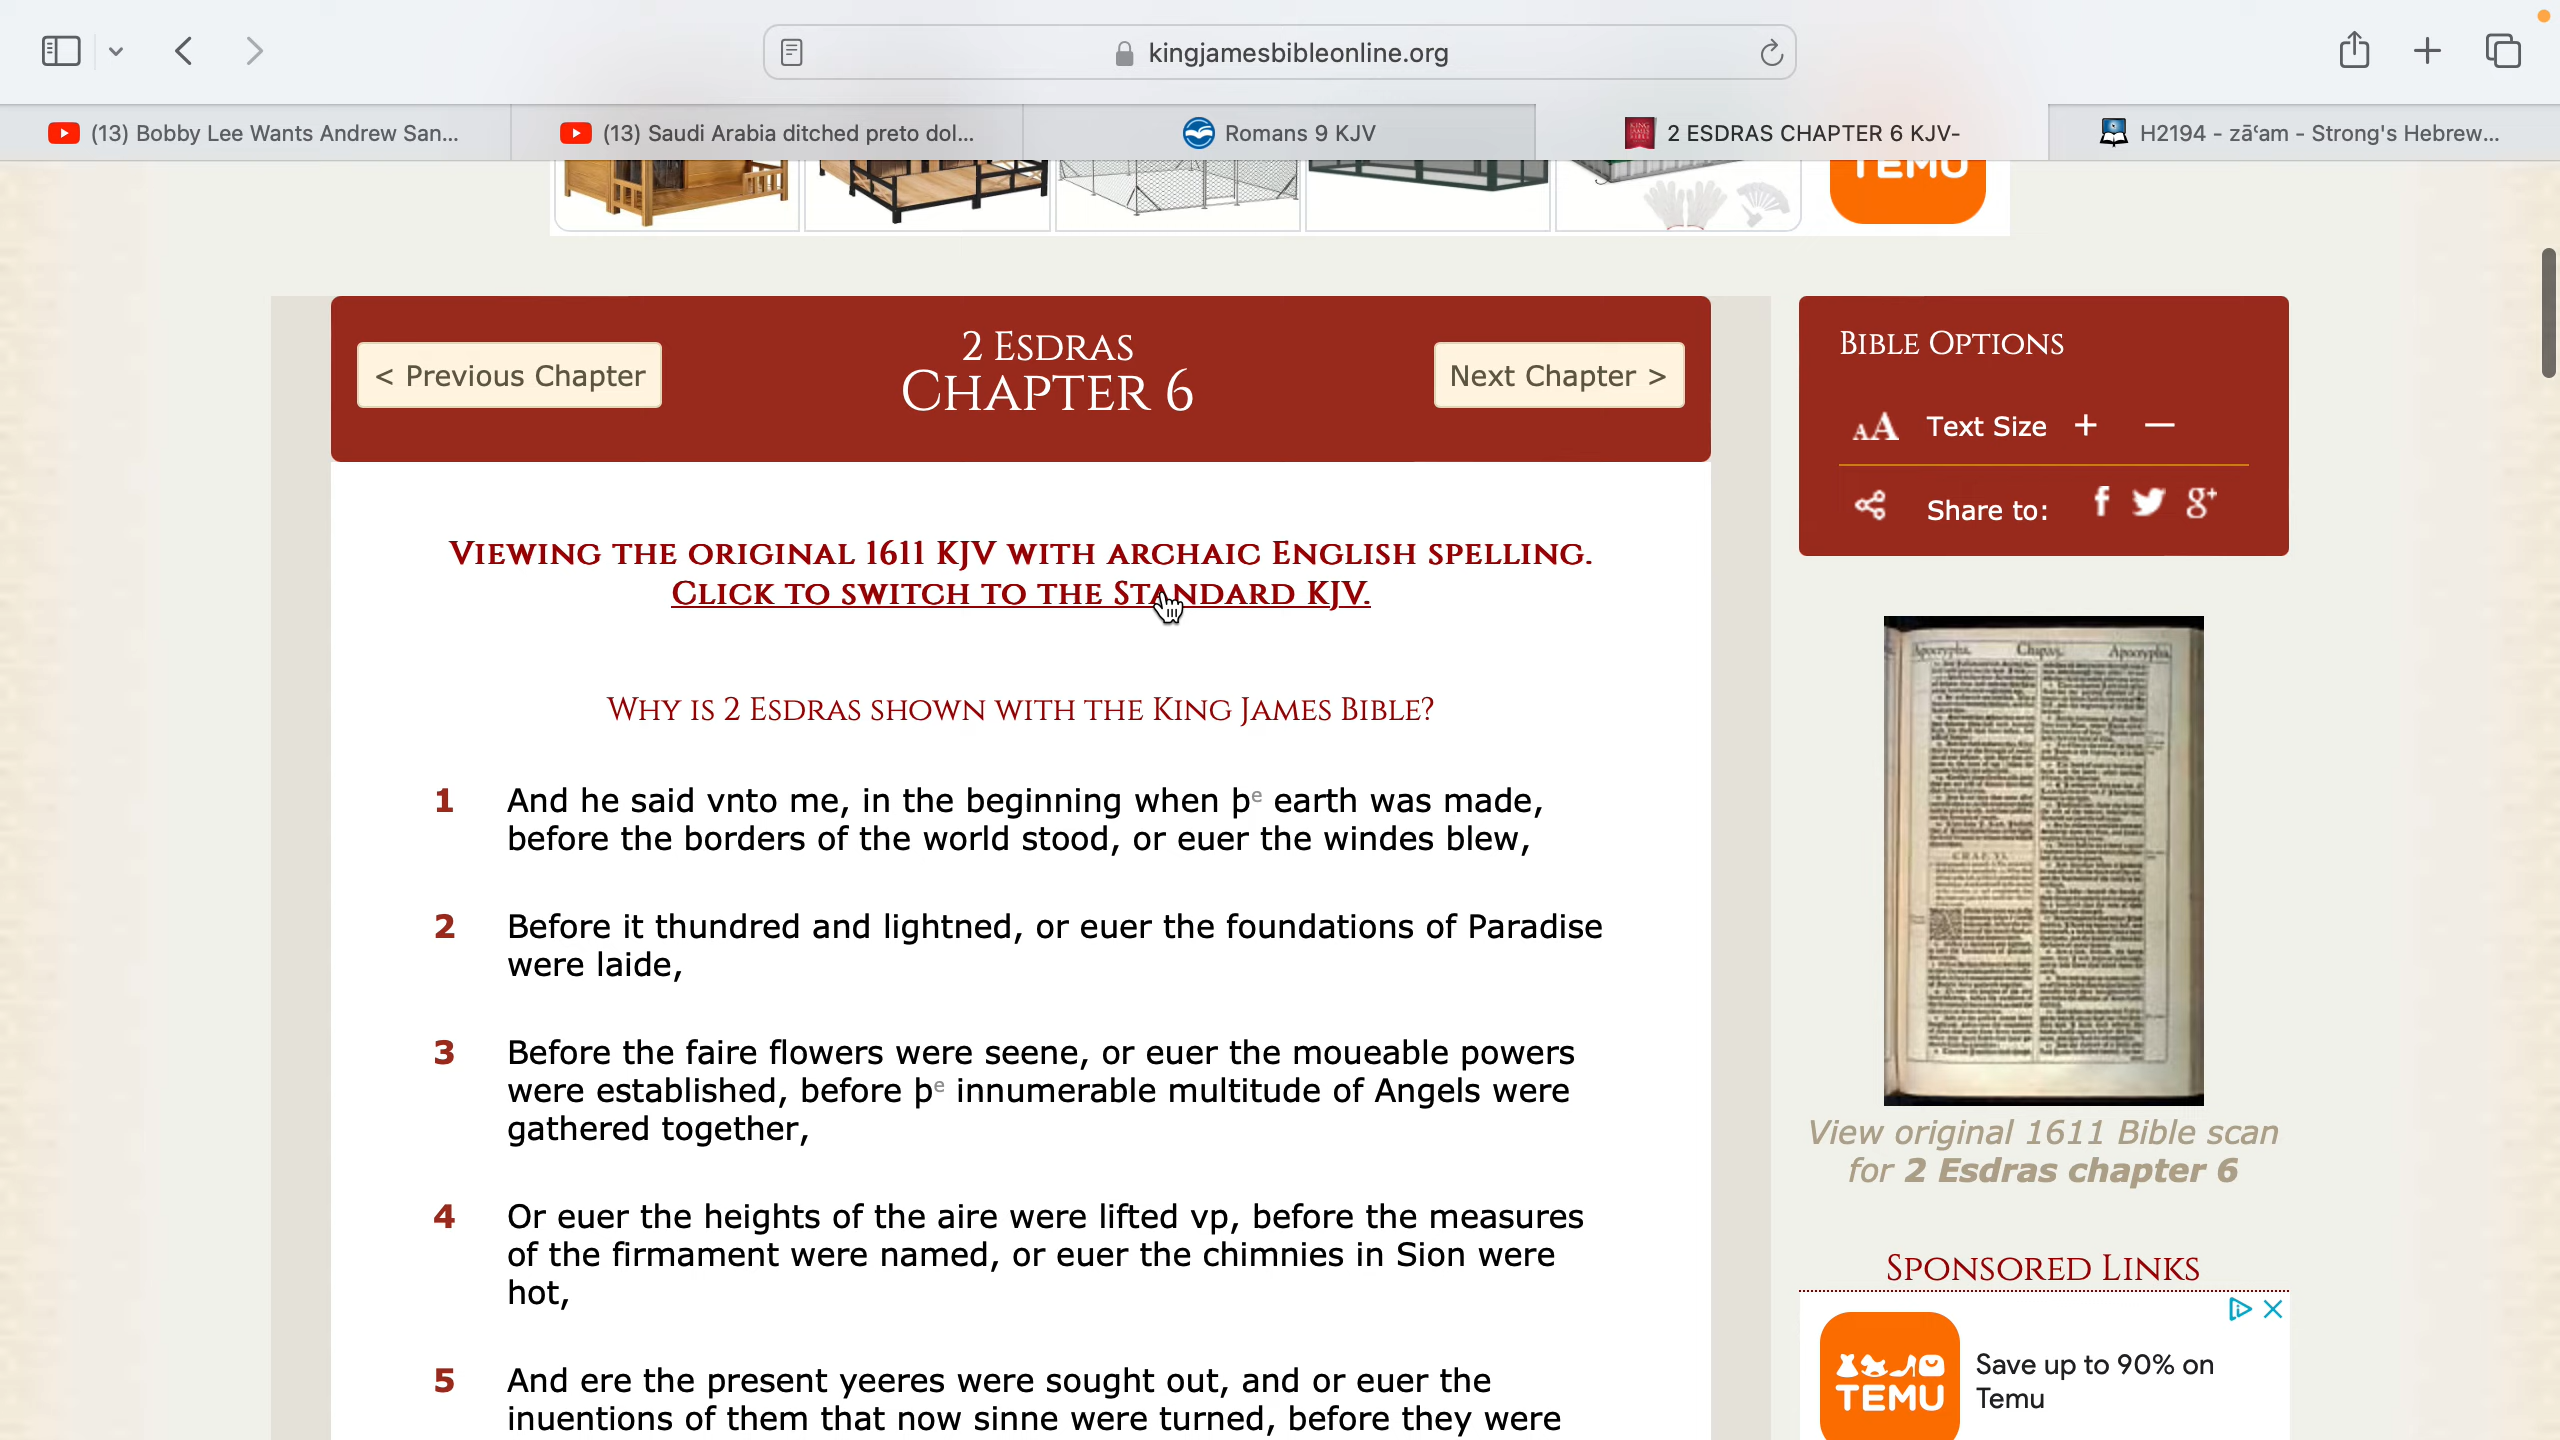 kingjamesbibleonline.org
(13) Bobby Lee Wants Andrew San...
(13) Saudi Arabia ditched preto dol...
Romans 9 KJV
2 ESDRAS CHAPTER 6 KJV-
H2194 - zāʿam - Strong's Hebrew...
TEMU
< Previous Chapter
2 Esdras
Chapter 6
Next Chapter >
Bible Options
AA Text Size + −
Share to: f g+
Viewing the original 1611 KJV with archaic English spelling.
Click to switch to the Standard KJV.
Why is 2 Esdras shown with the King James Bible?
1 And he said vnto me, in the beginning when þe earth was made,
before the borders of the world stood, or euer the windes blew,
2 Before it thundred and lightned, or euer the foundations of Paradise
were laide,
3 Before the faire flowers were seene, or euer the moueable powers
were established, before þe innumerable multitude of Angels were
gathered together,
4 Or euer the heights of the aire were lifted vp, before the measures
of the firmament were named, or euer the chimnies in Sion were
hot,
5 And ere the present yeeres were sought out, and or euer the
inuentions of them that now sinne were turned, before they were
Apocrypha. Apocrypha.
View original 1611 Bible scan
for 2 Esdras chapter 6
Sponsored Links
TEMU
Save up to 90% on
Temu